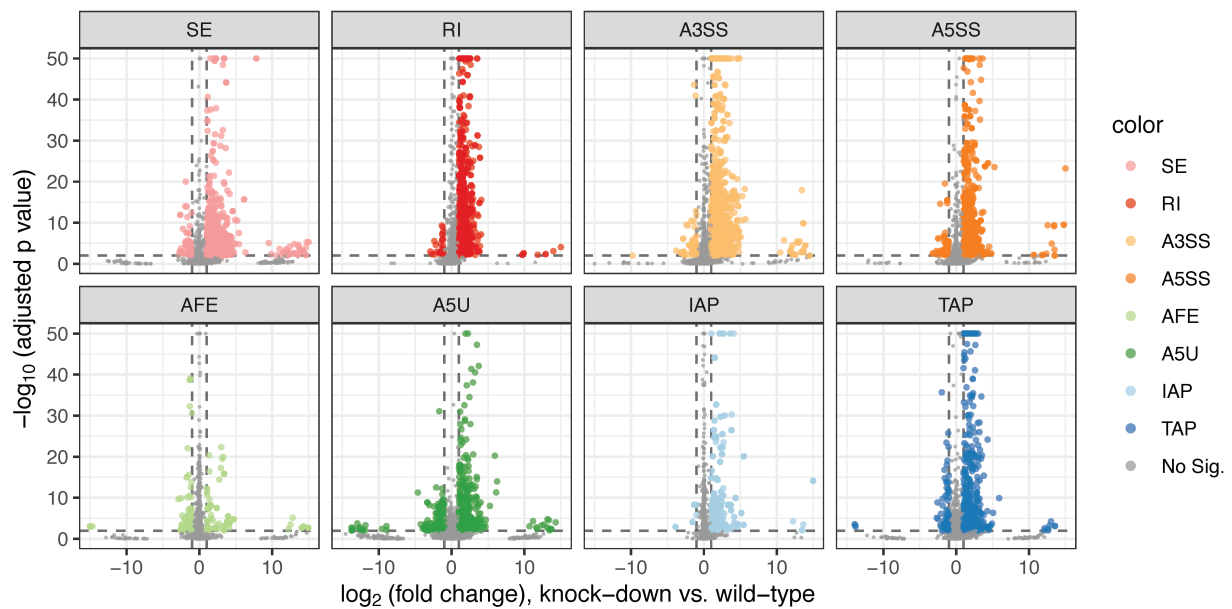 SE RI A3SS A5SS
50
40
30
20
10
0
AFE A5U IAP TAP
50
40
30
20
10
0
−10 0 10 −10 0 10 −10 0 10 −10 0 10
−log₁₀ (adjusted p value)
log₂ (fold change), knock−down vs. wild−type
color
SE
RI
A3SS
A5SS
AFE
A5U
IAP
TAP
No Sig.